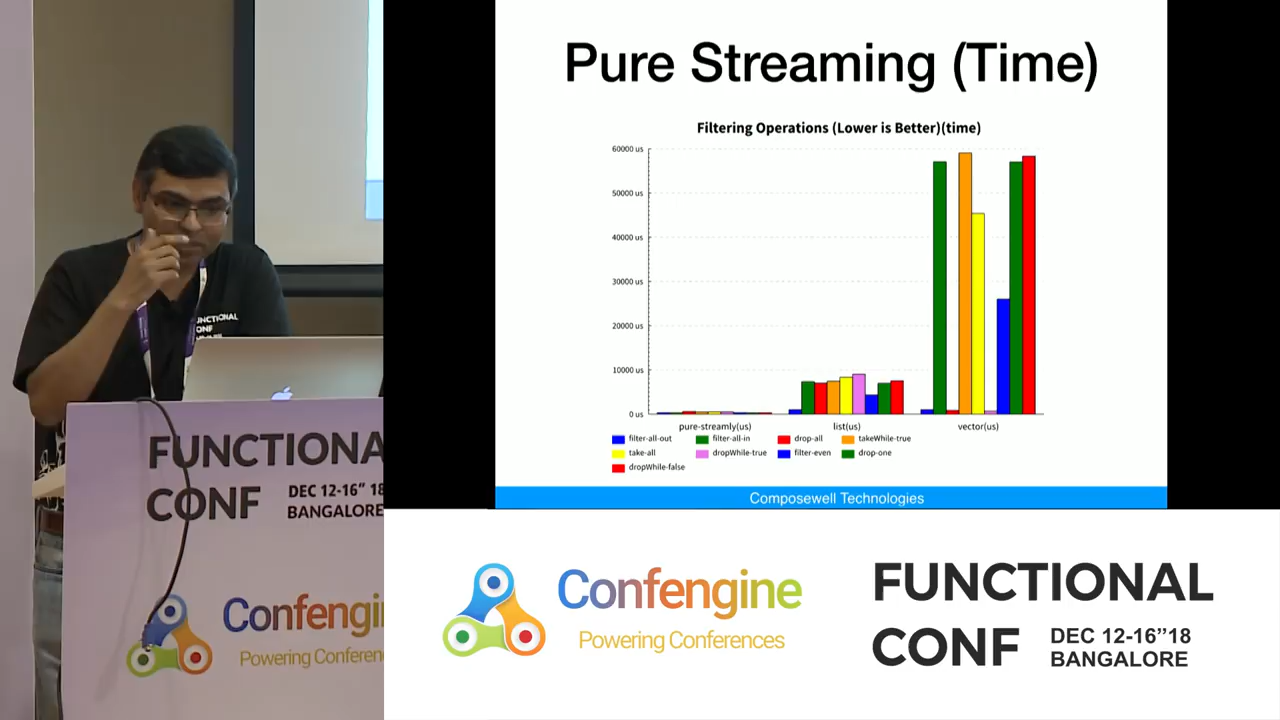 Pure Streaming (Time)
Filtering Operations (Lower is Better)(time)
60000 us
50000 us
40000 us
30000 us
20000 us
10000 us
0 us
pure-streamly(us)
list(us)
vector(us)
filter-all-out
filter-all-in
drop-all
takeWhile-true
take-all
dropWhile-true
filter-even
drop-one
dropWhile-false
Composewell Technologies
Confengine
Powering Conferences
FUNCTIONAL
CONF
DEC 12-16”18
BANGALORE
FUNCTIONA
CONF
DEC 12-16” 18
BANGALORE
Confengi
Powering Conferen